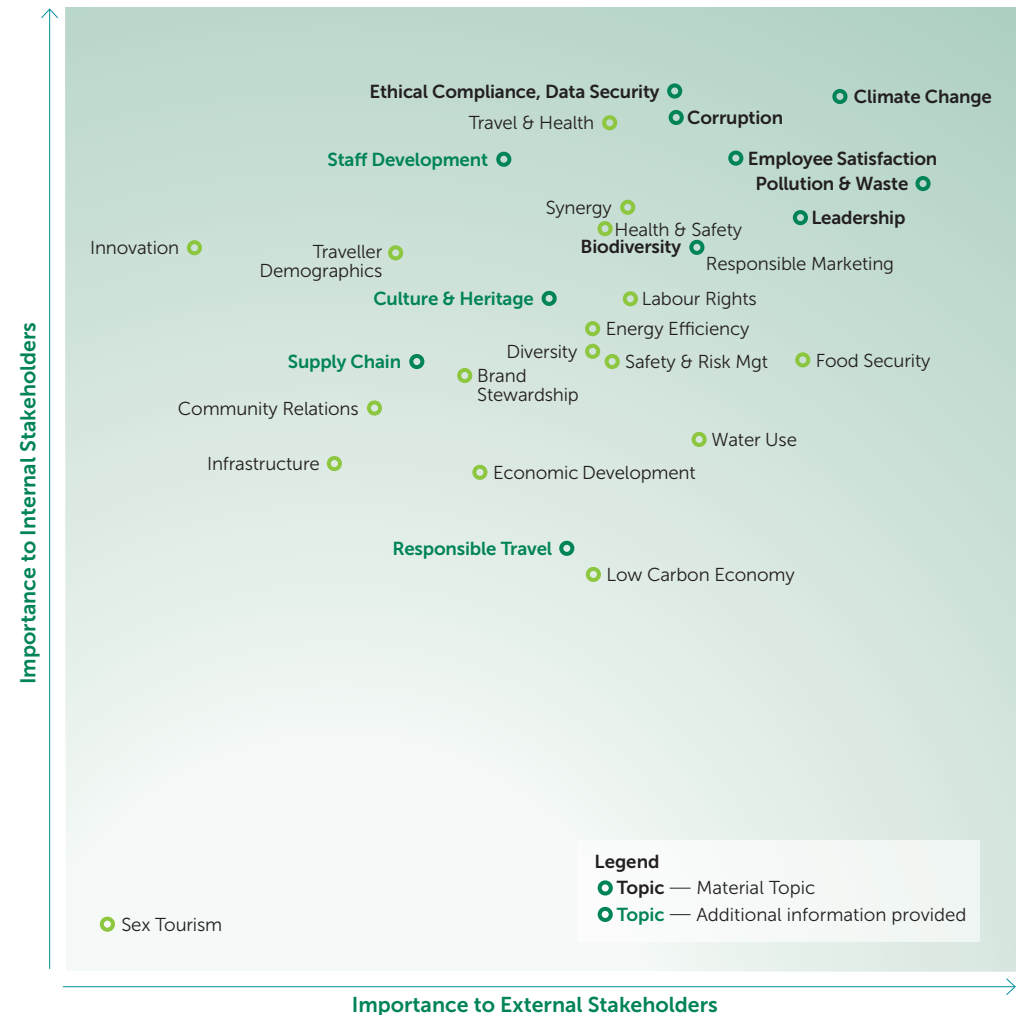 Importance to Internal Stakeholders
Ethical Compliance, Data Security
Climate Change
Corruption
Travel & Health
Staff Development
Employee Satisfaction
Pollution & Waste
Synergy
Leadership
Health & Safety
Innovation
Traveller
Demographics
Biodiversity
Responsible Marketing
Culture & Heritage
Labour Rights
Energy Efficiency
Diversity
Supply Chain
Safety & Risk Mgt
Food Security
Brand
Stewardship
Community Relations
Water Use
Infrastructure
Economic Development
Responsible Travel
Low Carbon Economy
Legend
Topic — Material Topic
Topic — Additional information provided
Sex Tourism
Importance to External Stakeholders